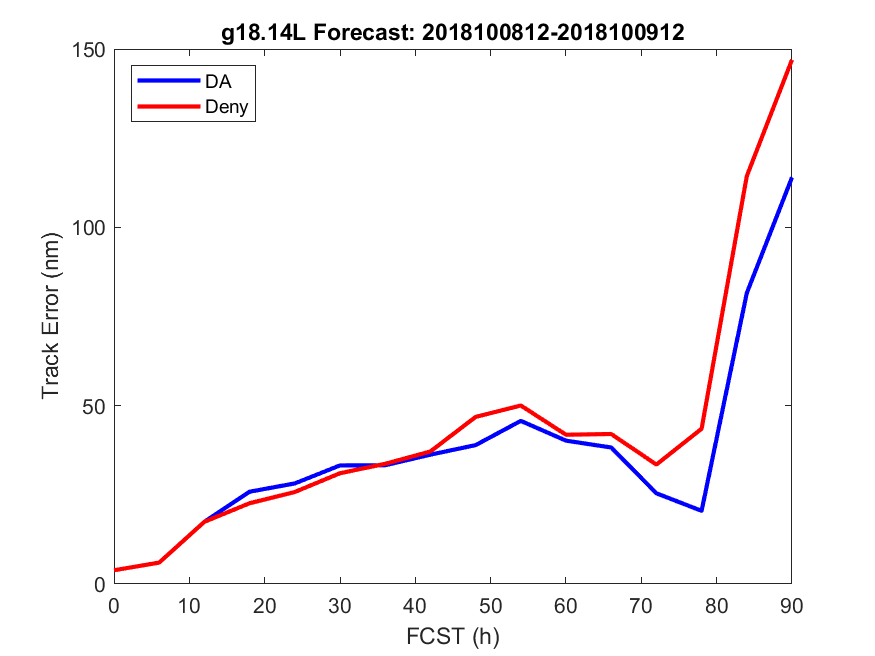 g18.14L Forecast: 2018100812-2018100912
150
DA
Deny
100
50
0
Track Error (nm)
0 10 20 30 40 50 60 70 80 90
FCST (h)